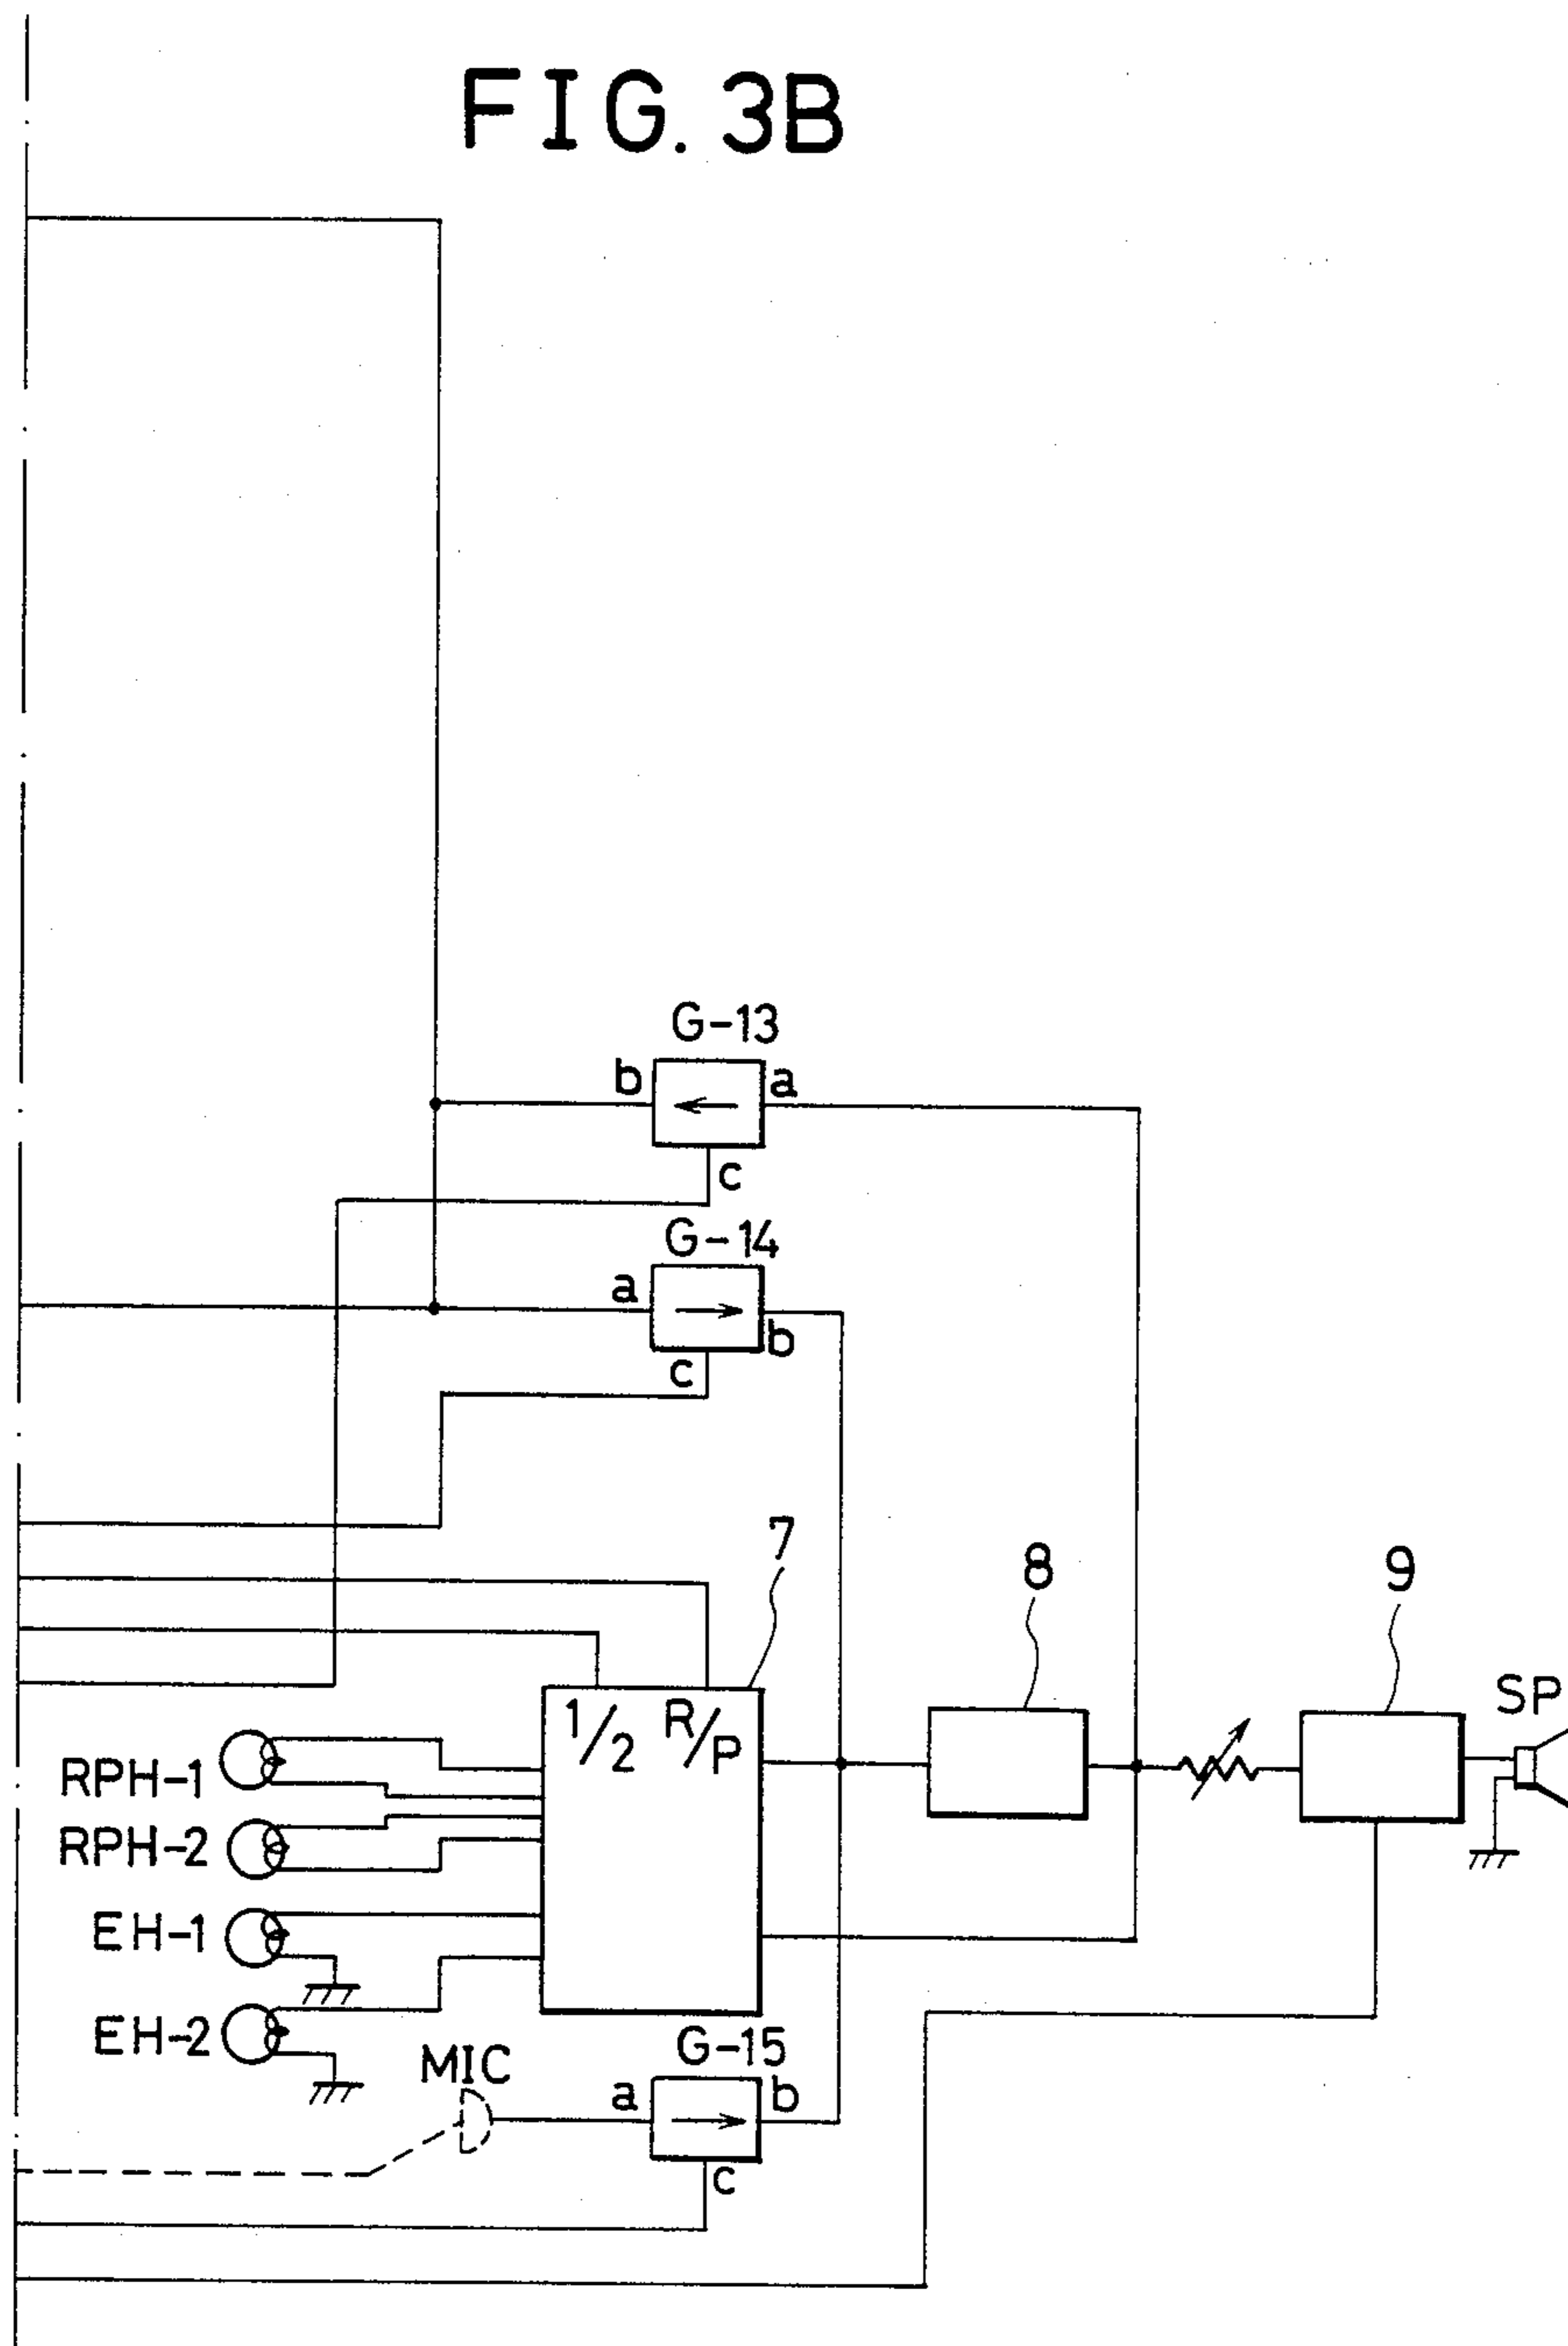 FIG. 3B
G-13
b
a
c
G-14
a
b
c
7
8
9
SP
1/2
R/P
RPH-1
RPH-2
EH-1
EH-2
MIC
G-15
a
b
c